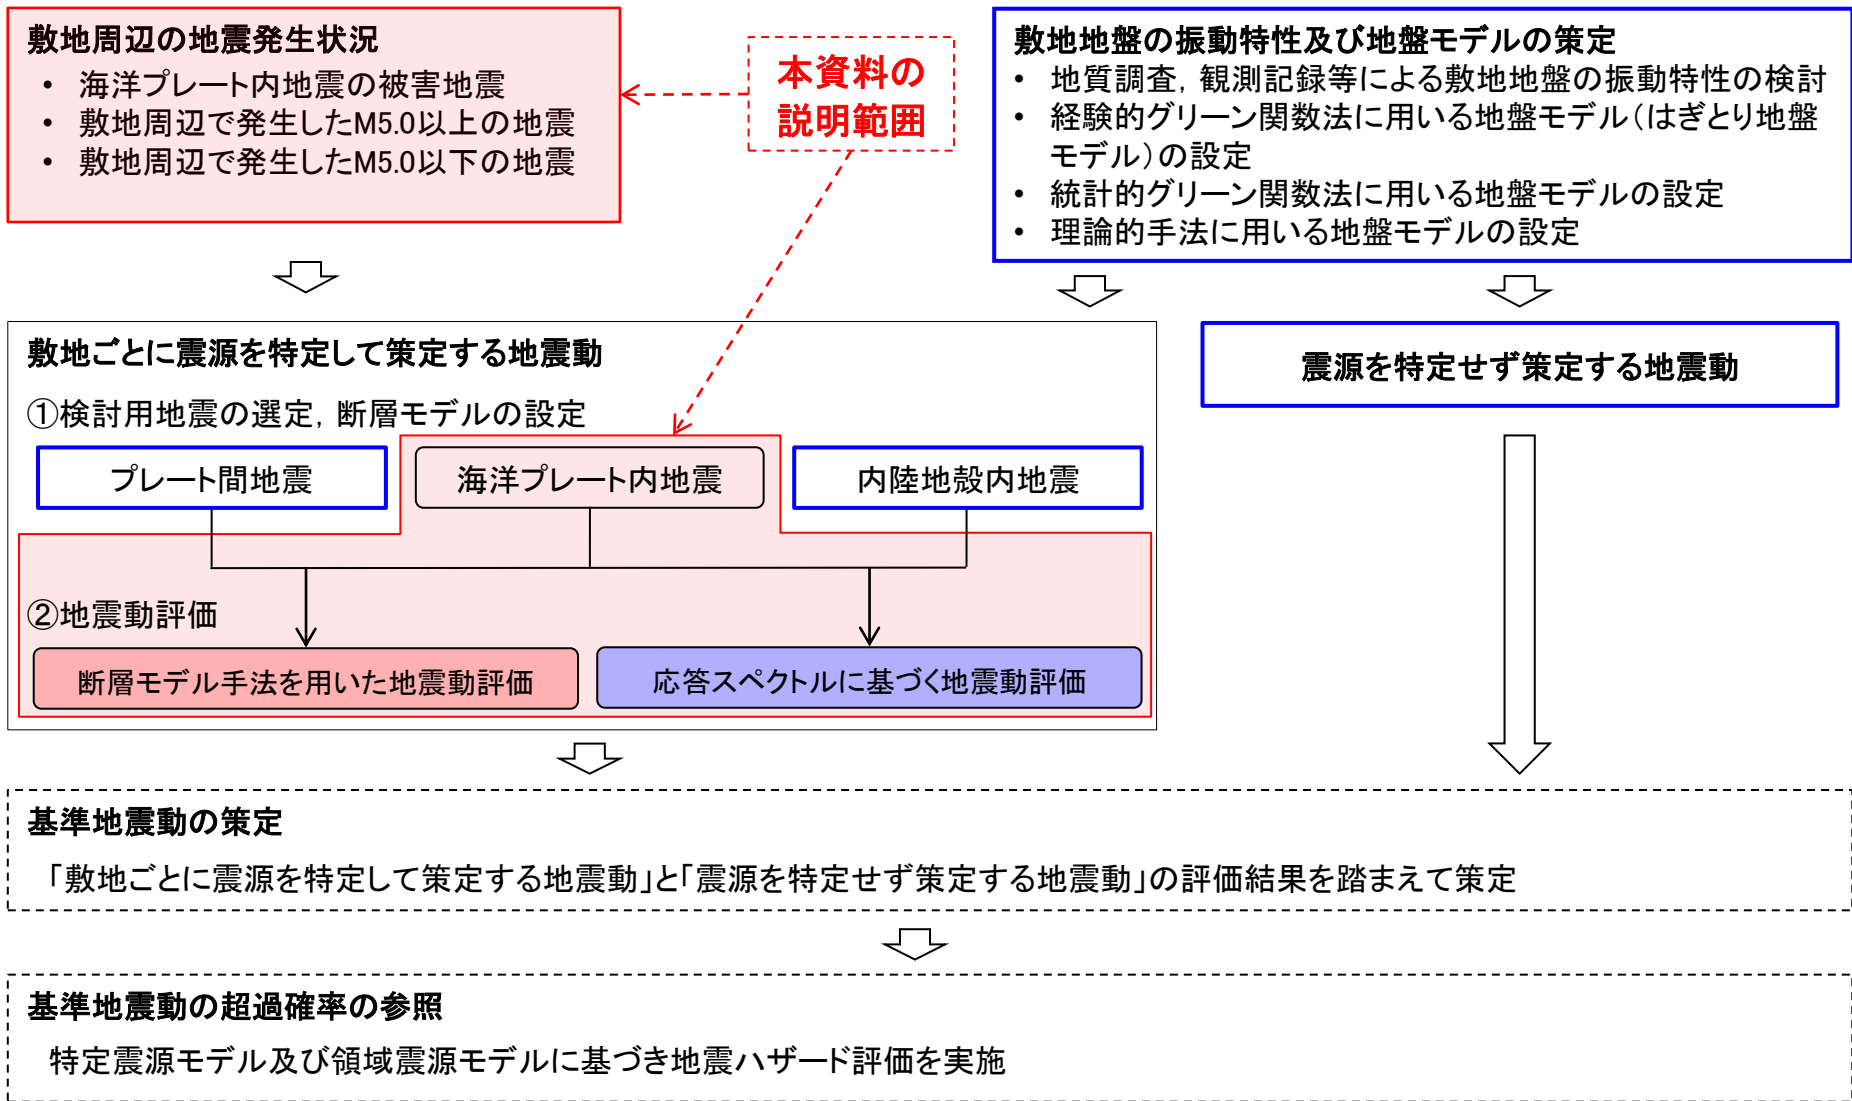 敷地周辺の地震発生状況
• 海洋プレート内地震の被害地震
• 敷地周辺で発生したM5.0以上の地震
• 敷地周辺で発生したM5.0以下の地震
本資料の
説明範囲
敷地地盤の振動特性及び地盤モデルの策定
• 地質調査，観測記録等による敷地地盤の振動特性の検討
• 経験的グリーン関数法に用いる地盤モデル（はぎとり地盤
モデル）の設定
• 統計的グリーン関数法に用いる地盤モデルの設定
• 理論的手法に用いる地盤モデルの設定
敷地ごとに震源を特定して策定する地震動
①検討用地震の選定，断層モデルの設定
プレート間地震
海洋プレート内地震
内陸地殻内地震
②地震動評価
断層モデル手法を用いた地震動評価
応答スペクトルに基づく地震動評価
震源を特定せず策定する地震動
基準地震動の策定
「敷地ごとに震源を特定して策定する地震動」と「震源を特定せず策定する地震動」の評価結果を踏まえて策定
基準地震動の超過確率の参照
特定震源モデル及び領域震源モデルに基づき地震ハザード評価を実施